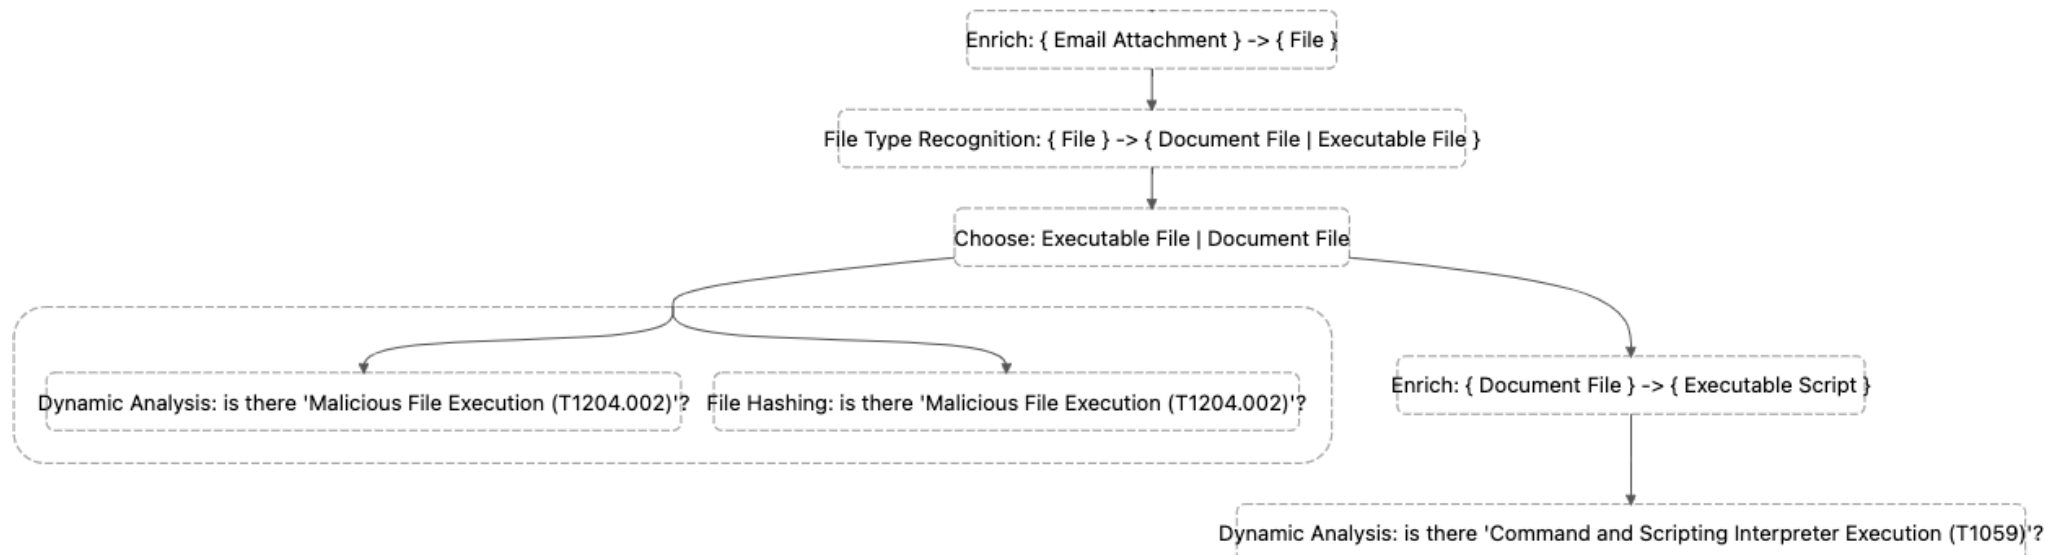 Enrich: { Email Attachment } -> { File }
File Type Recognition: { File } -> { Document File | Executable File }
Choose: Executable File | Document File
Dynamic Analysis: is there 'Malicious File Execution (T1204.002)'?
File Hashing: is there 'Malicious File Execution (T1204.002)'?
Enrich: { Document File } -> { Executable Script }
Dynamic Analysis: is there 'Command and Scripting Interpreter Execution (T1059)'?